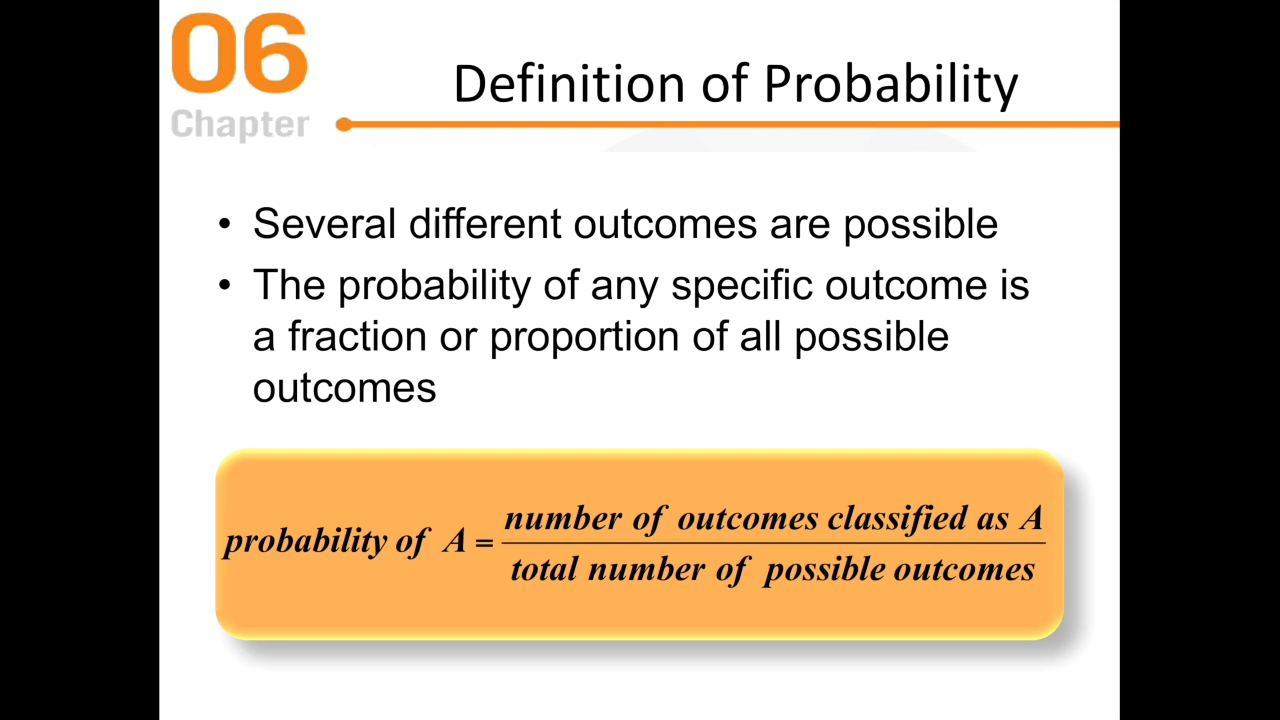 06
Chapter
Definition of Probability
• Several different outcomes are possible
• The probability of any specific outcome is
a fraction or proportion of all possible
outcomes
probability of A = number of outcomes classified as A
total number of possible outcomes